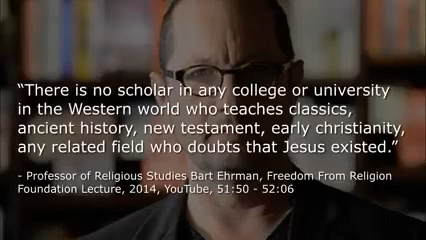 “There is no scholar in any college or university
in the Western world who teaches classics,
ancient history, new testament, early christianity,
any related field who doubts that Jesus existed.”
- Professor of Religious Studies Bart Ehrman, Freedom From Religion
Foundation Lecture, 2014, YouTube, 51:50 - 52:06